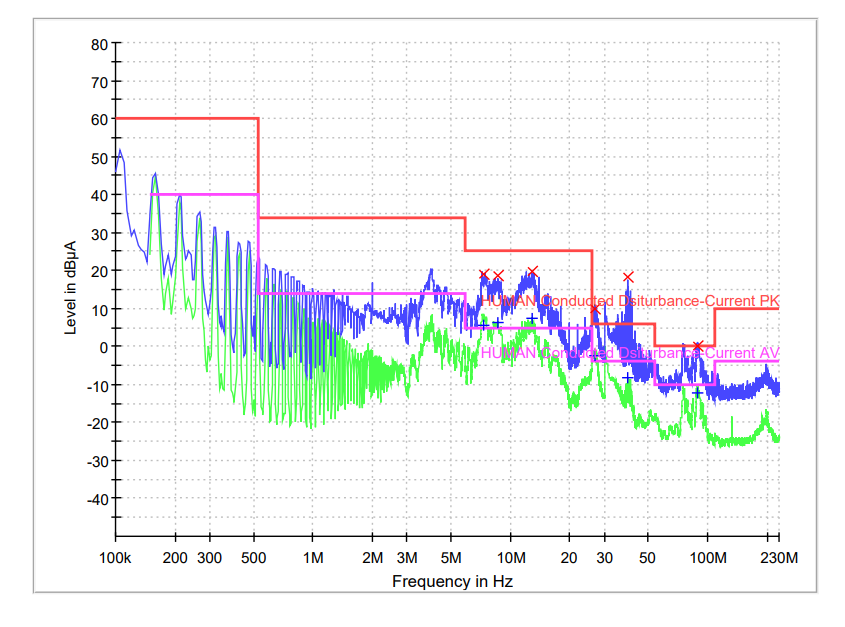 80
70
60
50
40
30
20
10
0
-10
-20
-30
-40
Level in dBµA
HUMAN Conducted Dsiturbance-Current PK
HUMAN Conducted Dsiturbance-Current AV
100k 200 300 500 1M 2M 3M 5M 10M 20 30 50 100M 230M
Frequency in Hz